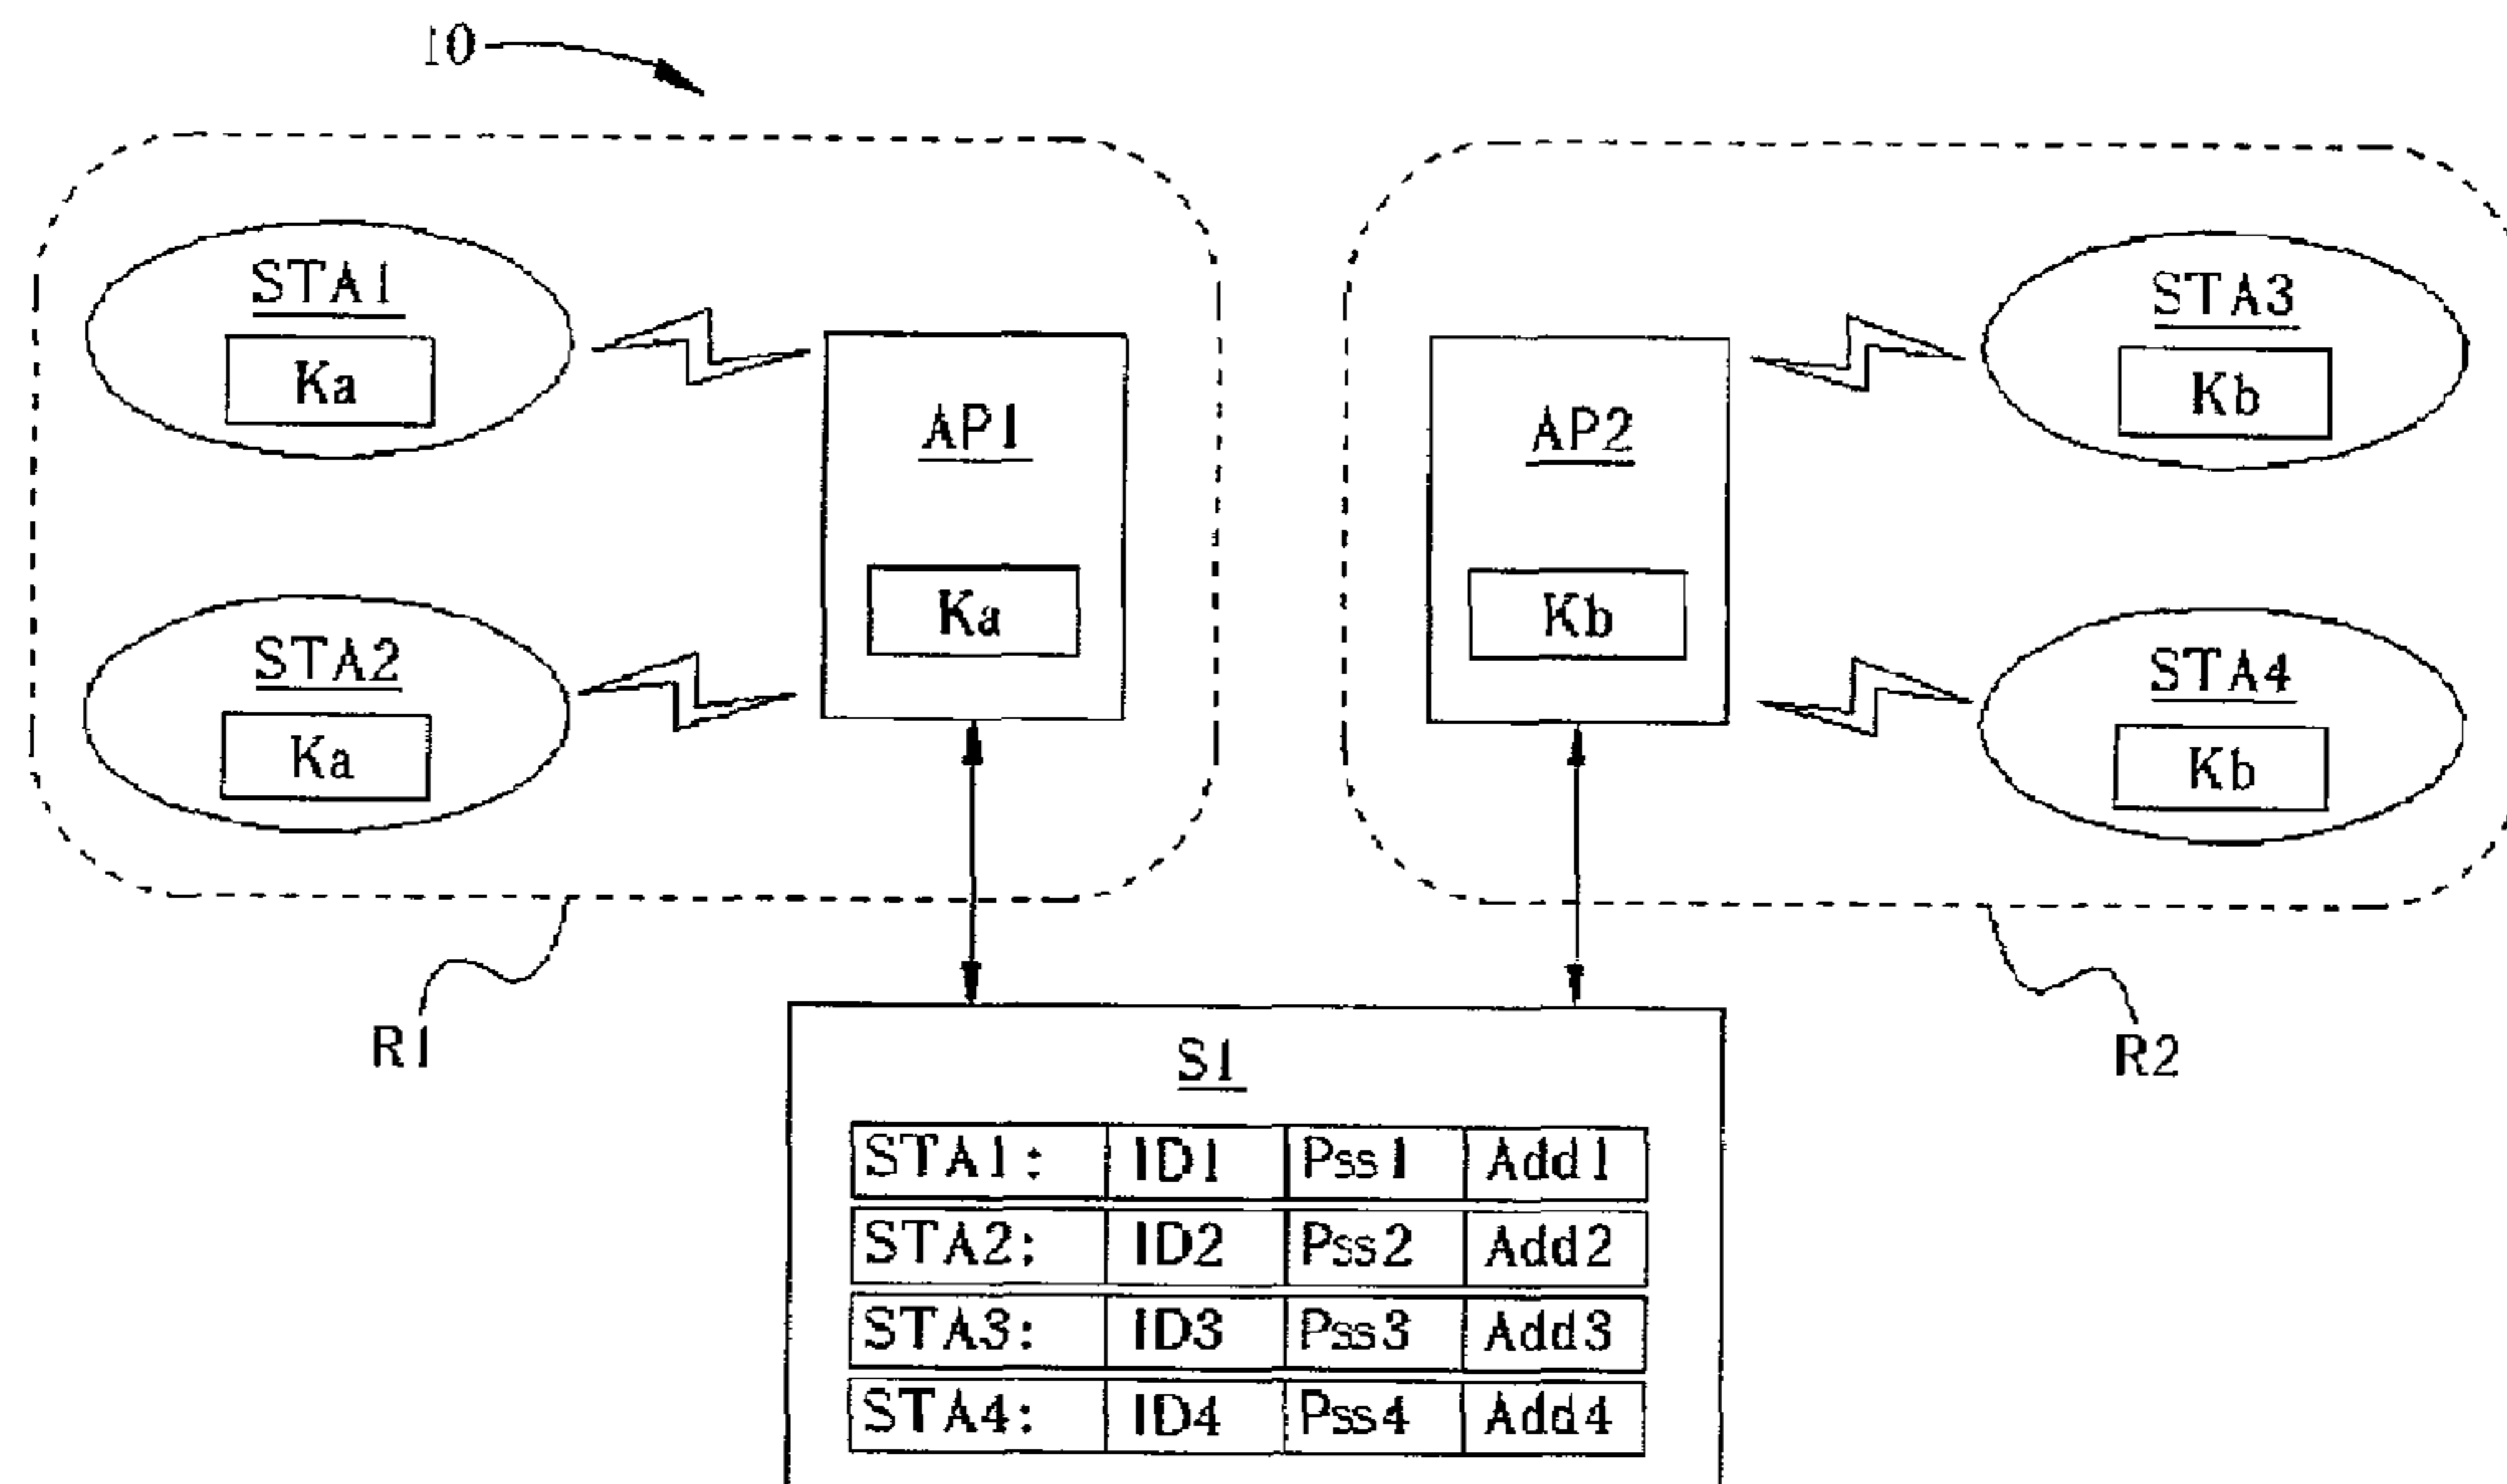 10
STA1
Ka
STA2
Ka
AP1
Ka
AP2
Kb
STA3
Kb
STA4
Kb
R1
R2
S1
STA1: ID1 Pss1 Add1
STA2: ID2 Pss2 Add2
STA3: ID3 Pss3 Add3
STA4: ID4 Pss4 Add4